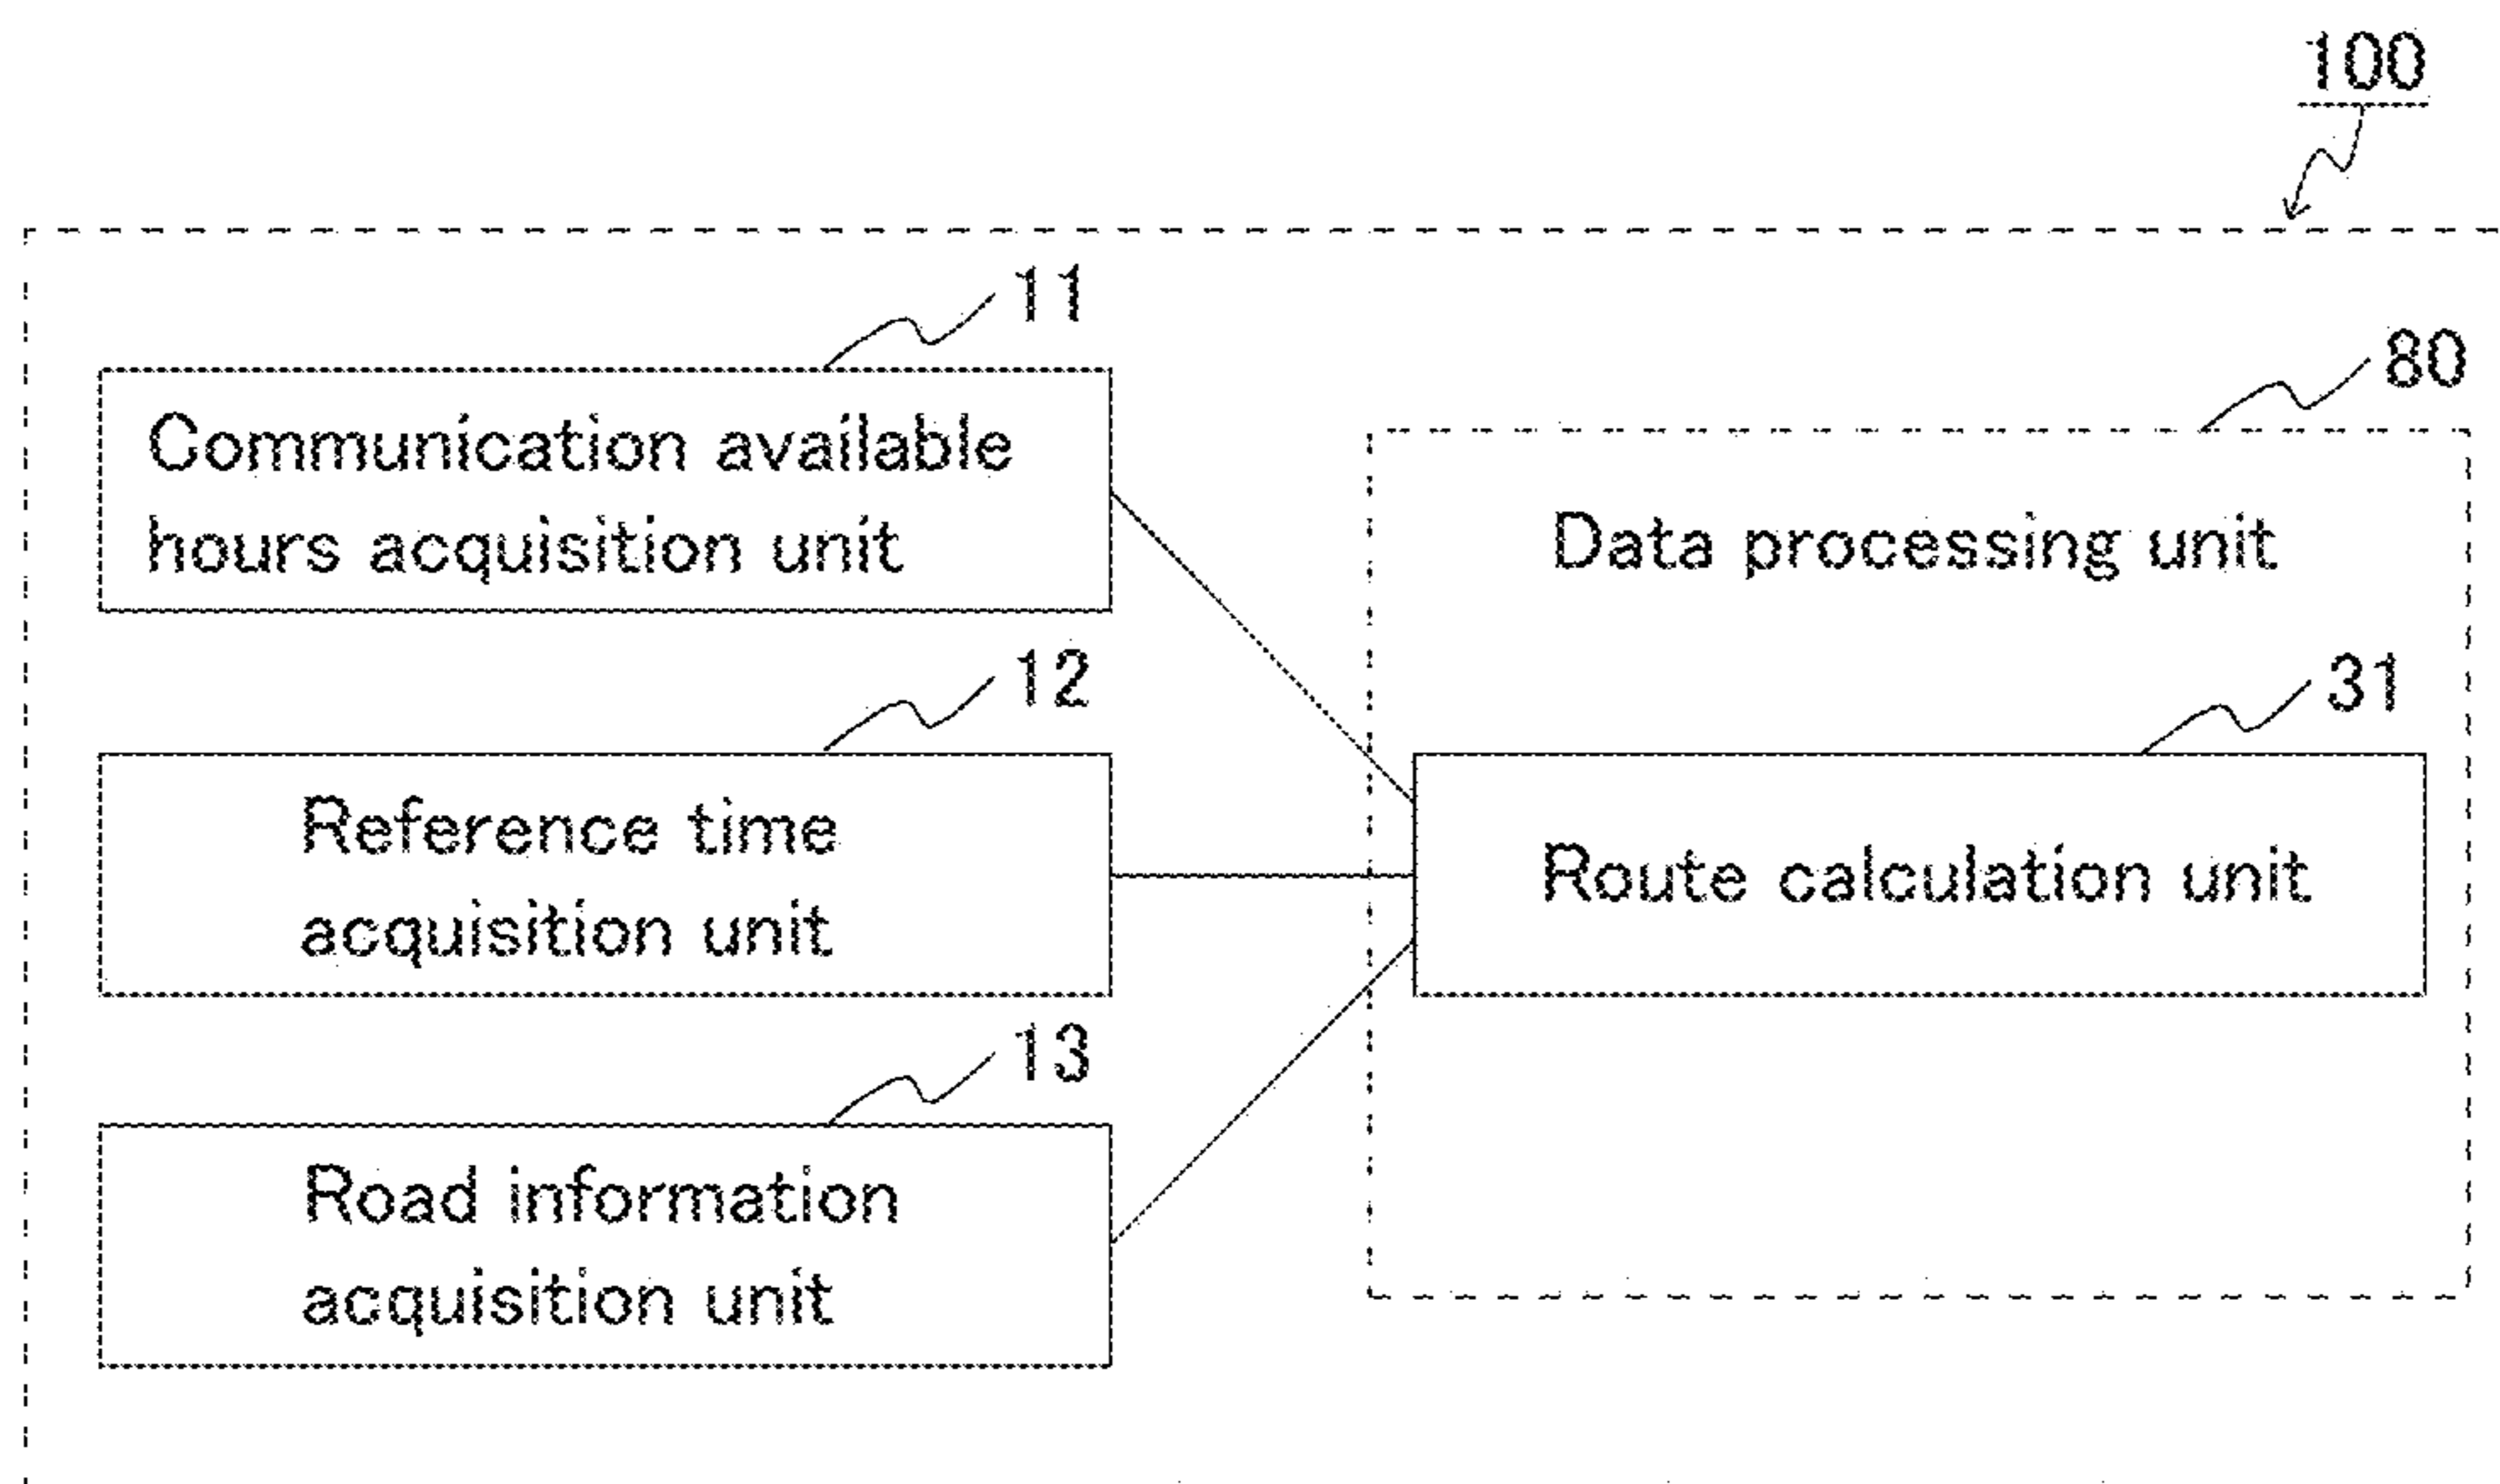 100
11
Communication available
hours acquisition unit
80
Data processing unit
12
Reference time
acquisition unit
31
Route calculation unit
13
Road information
acquisition unit